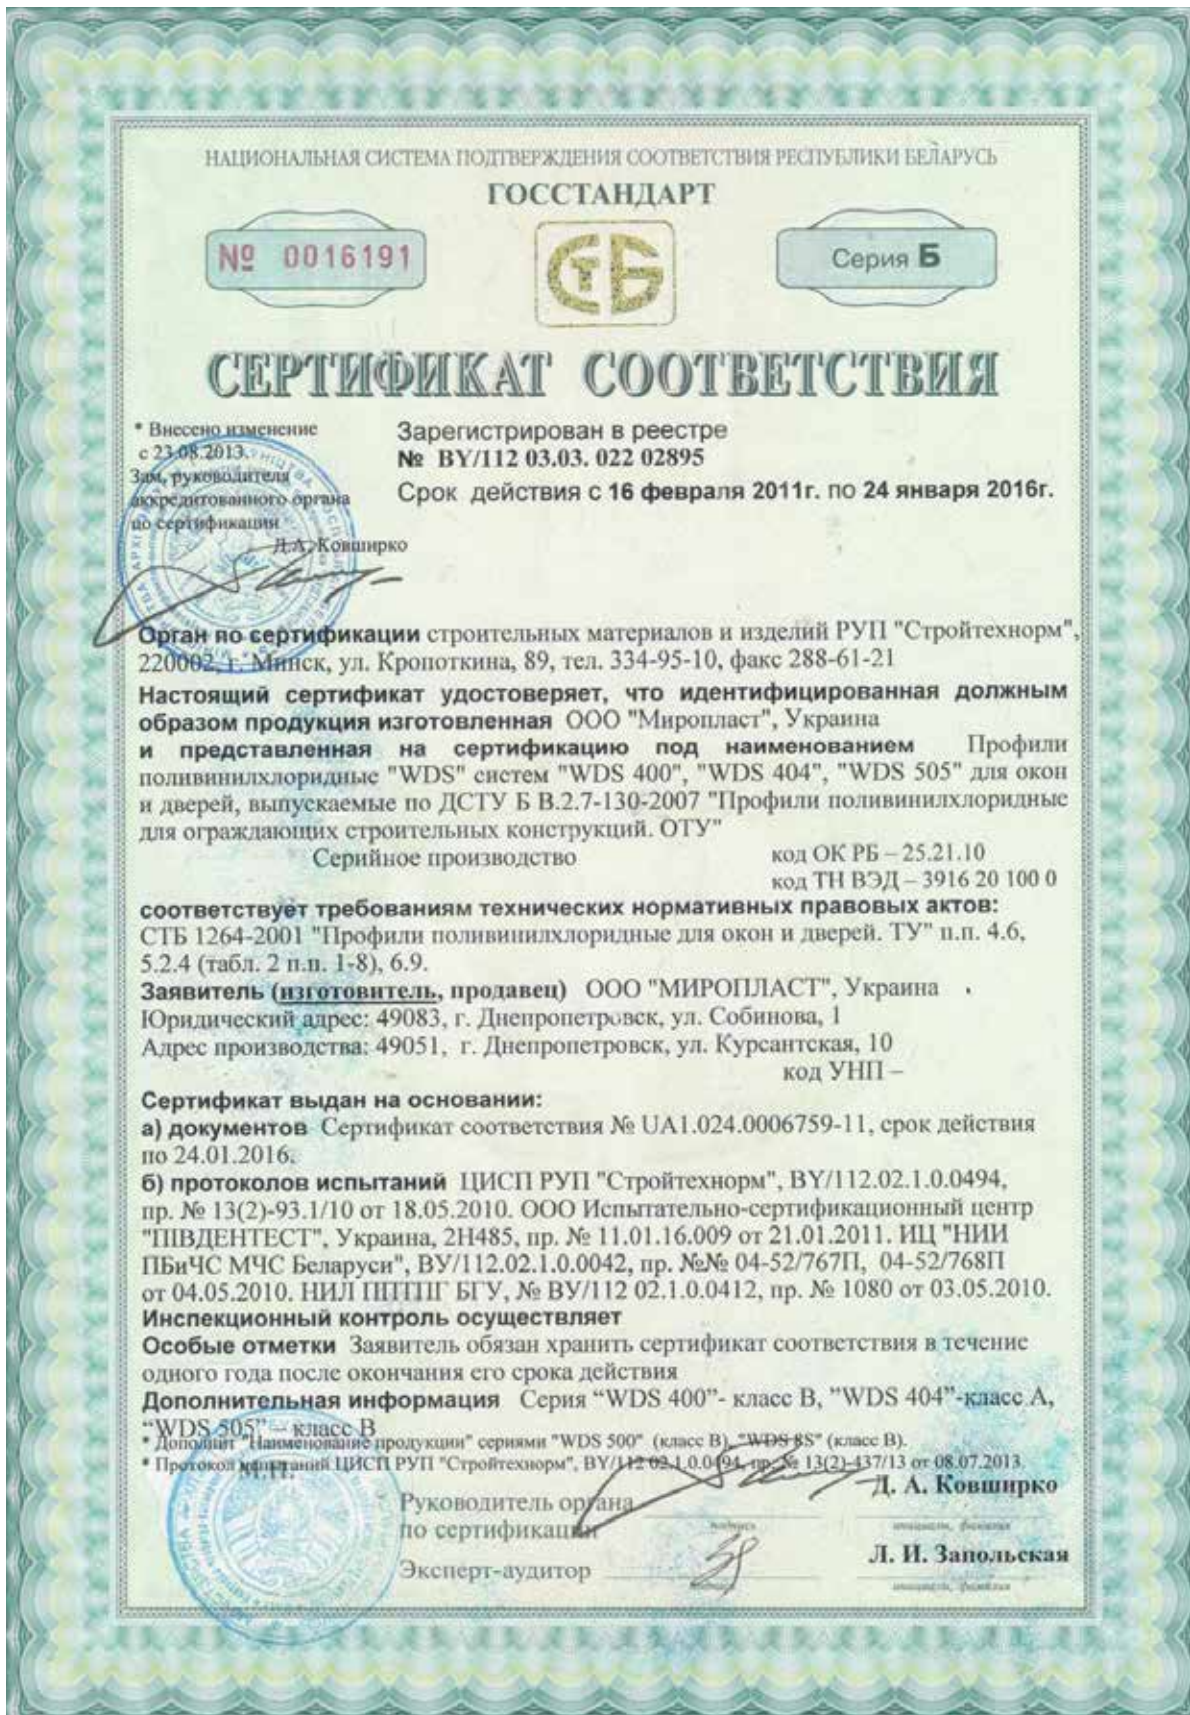 НАЦИОНАЛЬНАЯ СИСТЕМА ПОДТВЕРЖДЕНИЯ СООТВЕТСТВИЯ РЕСПУБЛИКИ БЕЛАРУСЬ
ГОССТАНДАРТ
№ 0016191
СТБ
Серия Б
СЕРТИФИКАТ СООТВЕТСТВИЯ
* Внесено изменение
с 23.08.2013.
Зам. руководителя
аккредитованного органа
по сертификации
Д.А. Ковширко
Зарегистрирован в реестре
№ BY/112 03.03. 022 02895
Срок действия с 16 февраля 2011г. по 24 января 2016г.
Орган по сертификации строительных материалов и изделий РУП "Стройтехнорм",
220002, г. Минск, ул. Кропоткина, 89, тел. 334-95-10, факс 288-61-21
Настоящий сертификат удостоверяет, что идентифицированная должным
образом продукция изготовленная ООО "Миропласт", Украина
и представленная на сертификацию под наименованием Профили
поливинилхлоридные "WDS" систем "WDS 400", "WDS 404", "WDS 505" для окон
и дверей, выпускаемые по ДСТУ Б В.2.7-130-2007 "Профили поливинилхлоридные
для ограждающих строительных конструкций. ОТУ"
Серийное производство код ОК РБ – 25.21.10
код ТН ВЭД – 3916 20 100 0
соответствует требованиям технических нормативных правовых актов:
СТБ 1264-2001 "Профили поливинилхлоридные для окон и дверей. ТУ" п.п. 4.6,
5.2.4 (табл. 2 п.п. 1-8), 6.9.
Заявитель (изготовитель, продавец) ООО "МИРОПЛАСТ", Украина
Юридический адрес: 49083, г. Днепропетровск, ул. Собинова, 1
Адрес производства: 49051, г. Днепропетровск, ул. Курсантская, 10
код УНП –
Сертификат выдан на основании:
а) документов Сертификат соответствия № UA1.024.0006759-11, срок действия
по 24.01.2016.
б) протоколов испытаний ЦИСП РУП "Стройтехнорм", BY/112.02.1.0.0494,
пр. № 13(2)-93.1/10 от 18.05.2010. ООО Испытательно-сертификационный центр
"ПІВДЕНТЕСТ", Украина, 2Н485, пр. № 11.01.16.009 от 21.01.2011. ИЦ "НИИ
ПБиЧС МЧС Беларуси", ВУ/112.02.1.0.0042, пр. №№ 04-52/767П, 04-52/768П
от 04.05.2010. НИЛ ППТПГ БГУ, № ВУ/112 02.1.0.0412, пр. № 1080 от 03.05.2010.
Инспекционный контроль осуществляет
Особые отметки Заявитель обязан хранить сертификат соответствия в течение
одного года после окончания его срока действия
Дополнительная информация Серия “WDS 400”- класс В, "WDS 404"-класс А,
“WDS 505” – класс В
* Дополнит "Наименование продукции" сериями "WDS 500" (класс В), "WDS 8S" (класс В).
* Протокол испытаний ЦИСП РУП "Стройтехнорм", BY/112 02.1.0.0494, пр. № 13(2)-437/13 от 08.07.2013.
М.П.
Д. А. Ковширко
Руководитель органа
по сертификации
подпись инициалы, фамилия
Л. И. Запольская
Эксперт-аудитор
подпись инициалы, фамилия